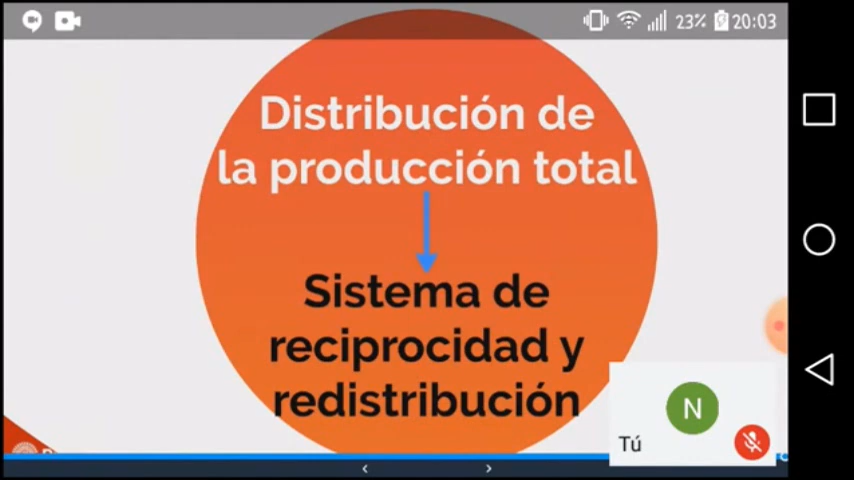 23% 20:03
Distribución de
la producción total
Sistema de
reciprocidad y
redistribución
N
Tú